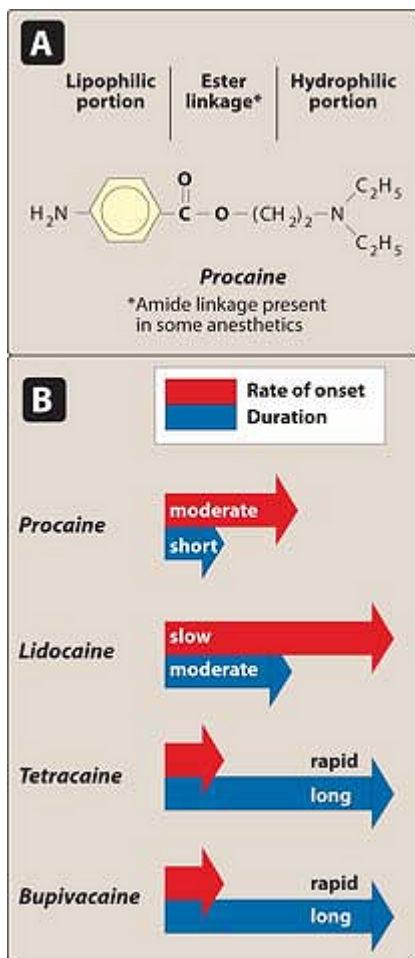 A
Lipophilic portion
Ester linkage*
Hydrophilic portion
H₂N
O
C
O
(CH₂)₂
N
C₂H₅
C₂H₅
Procaine
*Amide linkage present
in some anesthetics
B
Rate of onset
Duration
Procaine
moderate
short
Lidocaine
slow
moderate
Tetracaine
rapid
long
Bupivacaine
rapid
long